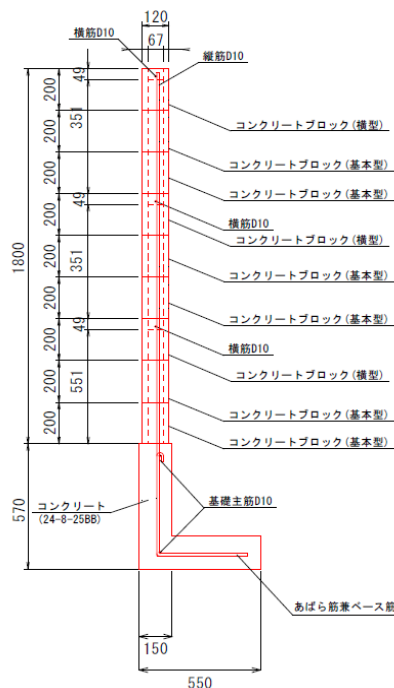 120
横筋D10
67
縦筋D10
49
200
351
コンクリートブロック(横型)
200
コンクリートブロック(基本型)
200
コンクリートブロック(基本型)
49
200
横筋D10
コンクリートブロック(横型)
1800
200
351
コンクリートブロック(基本型)
200
コンクリートブロック(基本型)
49
200
横筋D10
551
コンクリートブロック(横型)
200
コンクリートブロック(基本型)
200
コンクリートブロック(基本型)
570
コンクリート
(24-8-25BB)
基礎主筋D10
あばら筋兼ベース筋
150
550